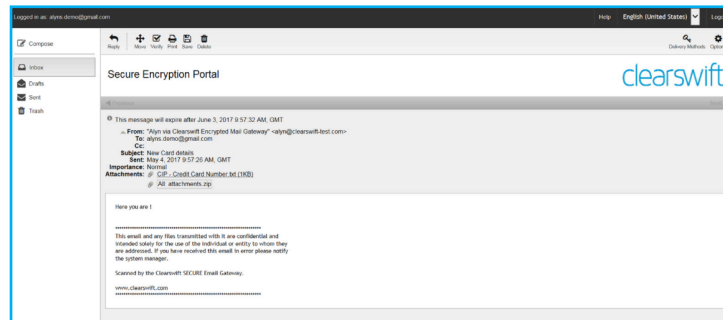 Logged in as: alyns.demo@gmail.com
Help English (United States)
Compose
Reply Move Verify Print Save Delete
Delivery Methods
Inbox
Drafts
Sent
Trash
Secure Encryption Portal
clearswift
Previous
This message will expire after June 3, 2017 9:57:32 AM, GMT
From: "Alyn via Clearswift Encrypted Mail Gateway" <alyn@clearswift-test.com>
To: alyns.demo@gmail.com
Cc:
Subject: New Card details
Sent: May 4, 2017 9:57:26 AM, GMT
Importance: Normal
Attachments: CIP - Credit Card Number.txt (1KB)
All_attachments.zip
Here you are !
This email and any files transmitted with it are confidential and
intended solely for the use of the individual or entity to whom they
are addressed. If you have received this email in error please notify
the system manager.
Scanned by the Clearswift SECURE Email Gateway.
www.clearswift.com